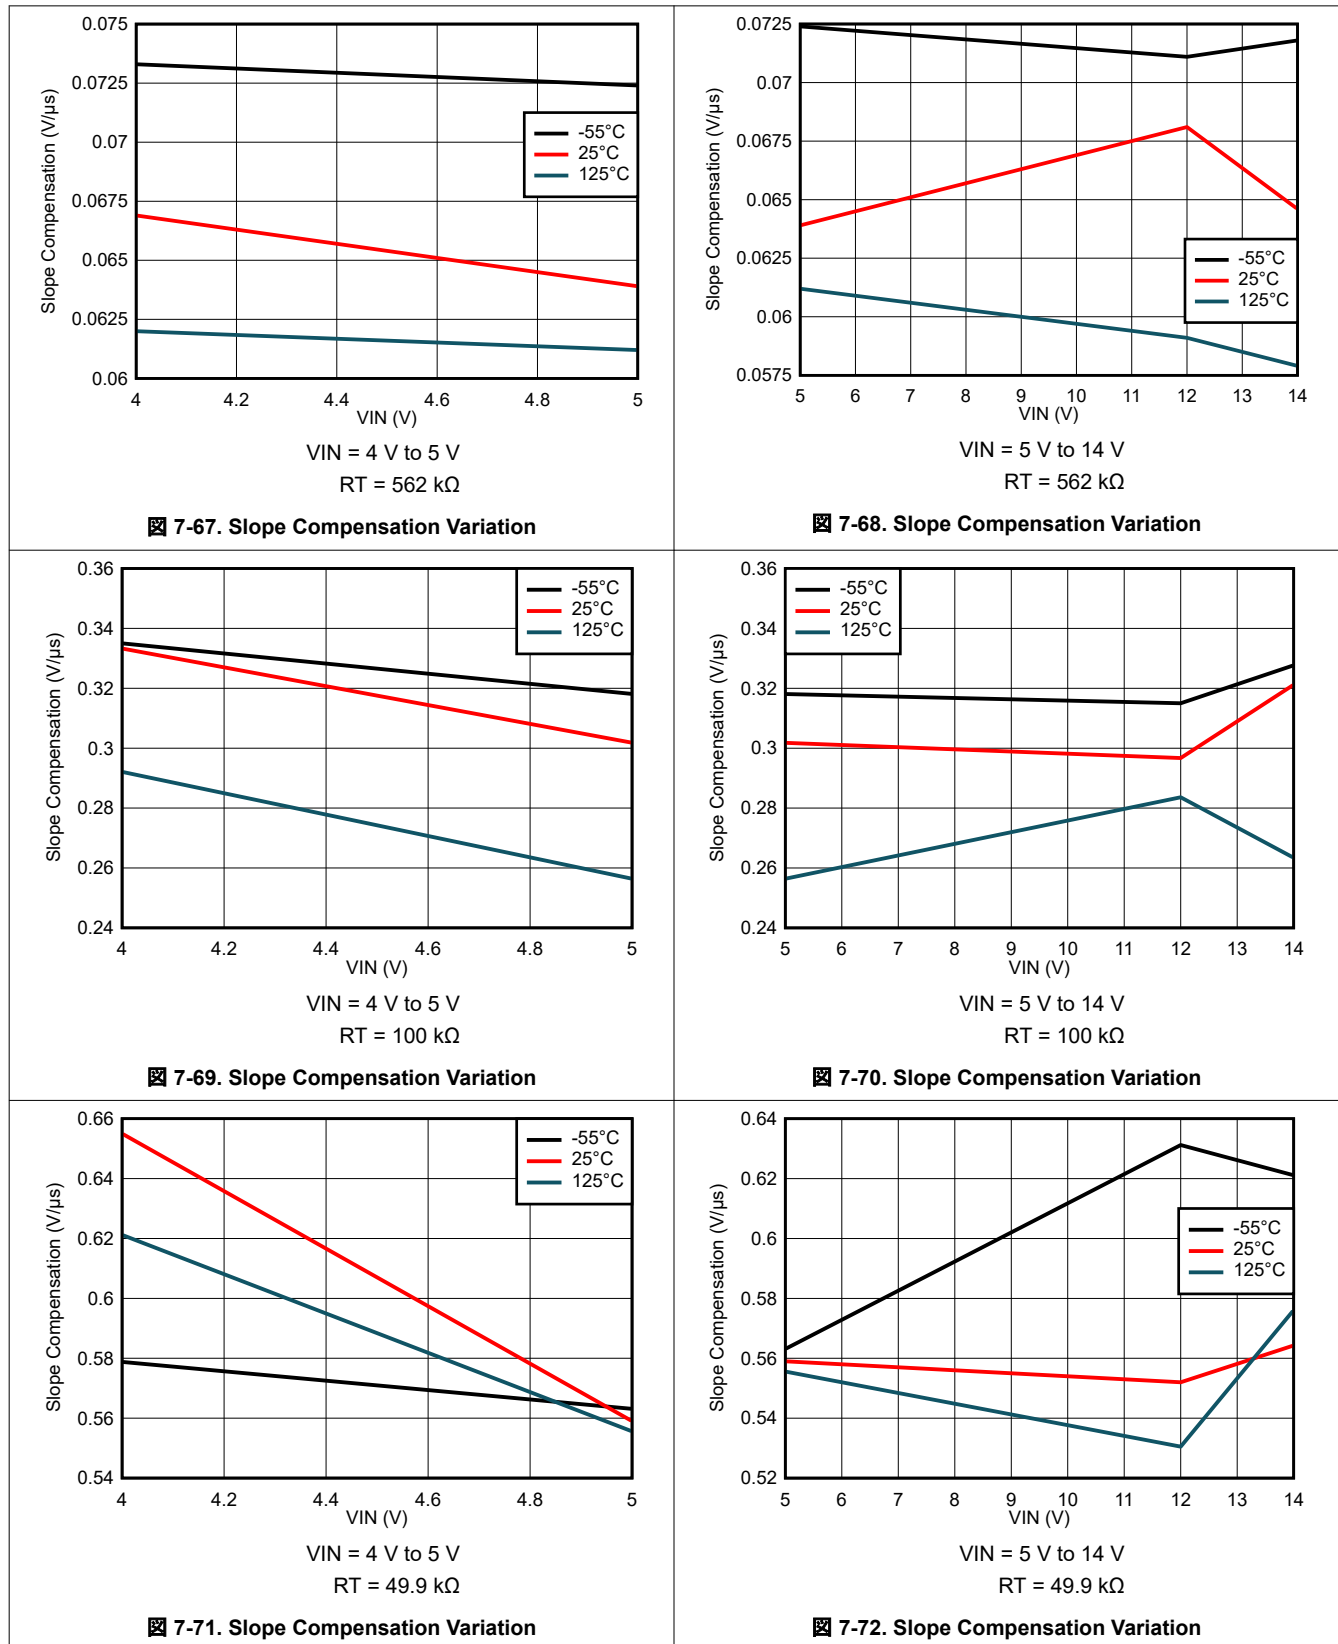 0.075
0.0725
0.07
0.0675
0.065
0.0625
0.06
Slope Compensation (V/µs)
-55°C
25°C
125°C
4 4.2 4.4 4.6 4.8 5
VIN (V)
VIN = 4 V to 5 V
RT = 562 kΩ
図 7-67. Slope Compensation Variation
0.0725
0.07
0.0675
0.065
0.0625
0.06
0.0575
Slope Compensation (V/µs)
-55°C
25°C
125°C
5 6 7 8 9 10 11 12 13 14
VIN (V)
VIN = 5 V to 14 V
RT = 562 kΩ
図 7-68. Slope Compensation Variation
0.36
0.34
0.32
0.3
0.28
0.26
0.24
Slope Compensation (V/µs)
-55°C
25°C
125°C
4 4.2 4.4 4.6 4.8 5
VIN (V)
VIN = 4 V to 5 V
RT = 100 kΩ
図 7-69. Slope Compensation Variation
0.36
0.34
0.32
0.3
0.28
0.26
0.24
Slope Compensation (V/µs)
-55°C
25°C
125°C
5 6 7 8 9 10 11 12 13 14
VIN (V)
VIN = 5 V to 14 V
RT = 100 kΩ
図 7-70. Slope Compensation Variation
0.66
0.64
0.62
0.6
0.58
0.56
0.54
Slope Compensation (V/µs)
-55°C
25°C
125°C
4 4.2 4.4 4.6 4.8 5
VIN (V)
VIN = 4 V to 5 V
RT = 49.9 kΩ
図 7-71. Slope Compensation Variation
0.64
0.62
0.6
0.58
0.56
0.54
0.52
Slope Compensation (V/µs)
-55°C
25°C
125°C
5 6 7 8 9 10 11 12 13 14
VIN (V)
VIN = 5 V to 14 V
RT = 49.9 kΩ
図 7-72. Slope Compensation Variation